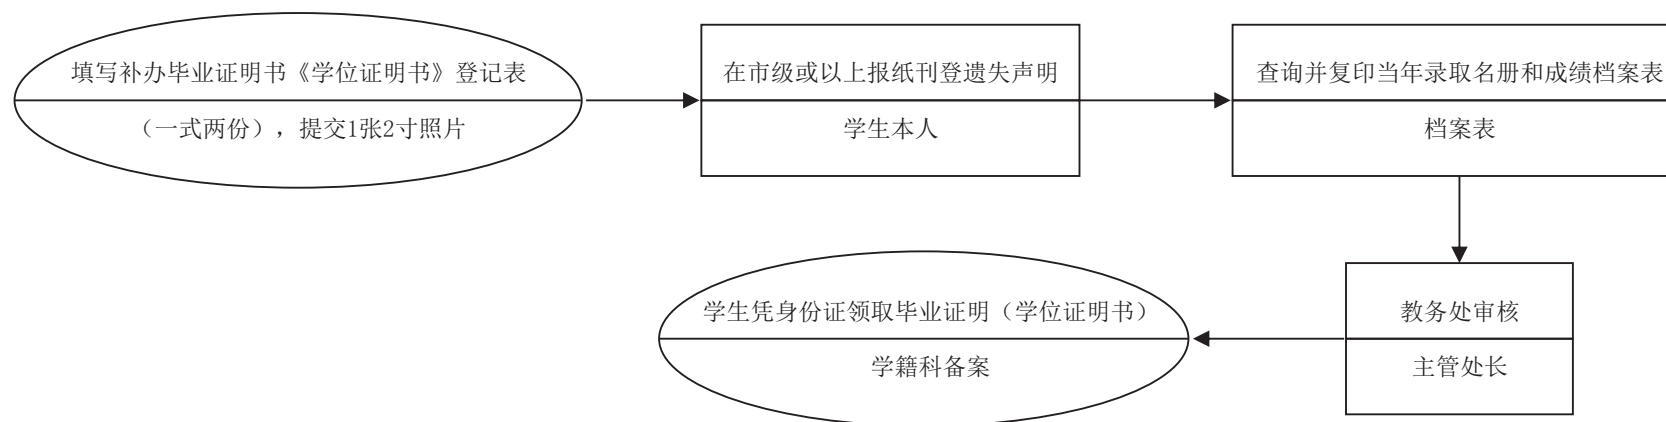 填写补办毕业证明书《学位证明书》登记表
（一式两份），提交1张2寸照片
在市级或以上报纸刊登遗失声明
学生本人
查询并复印当年录取名册和成绩档案表
档案表
教务处审核
主管处长
学生凭身份证领取毕业证明（学位证明书）
学籍科备案